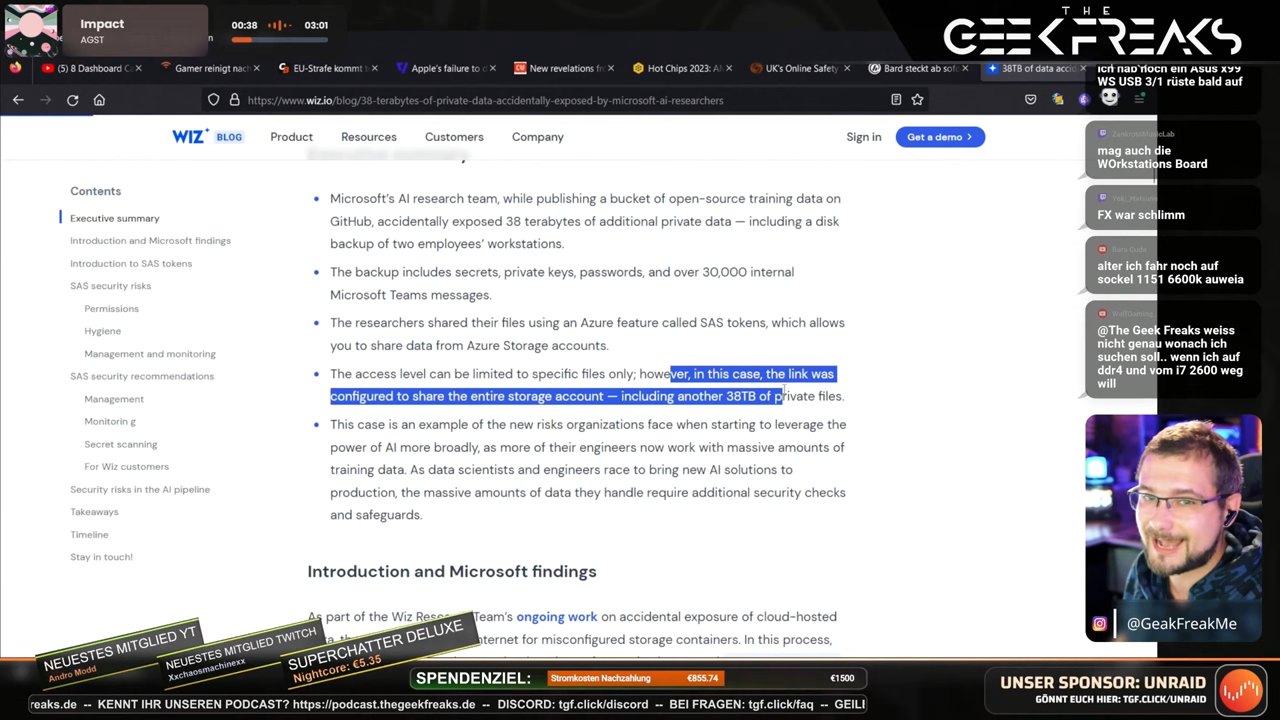 Impact
AGST
00:38
03:01
THE
GEEKFREAKS
(5) 8 Dashboard C
Gamer reinigt nac
EU-Strafe kommt
Apple's failure to
New revelations fr
Hot Chips 2023:
UK's Online Safety
Bard steckt ab sof
38TB of data accid
https://www.wiz.io/blog/38-terabytes-of-private-data-accidentally-exposed-by-microsoft-ai-researchers
WIZ BLOG
Product
Resources
Customers
Company
Sign in
Get a demo
Contents
Executive summary
Introduction and Microsoft findings
Introduction to SAS tokens
SAS security risks
Permissions
Hygiene
Management and monitoring
SAS security recommendations
Management
Monitorin g
Secret scanning
For Wiz customers
Security risks in the AI pipeline
Takeaways
Timeline
Stay in touch!
Microsoft's AI research team, while publishing a bucket of open-source training data on
GitHub, accidentally exposed 38 terabytes of additional private data — including a disk
backup of two employees' workstations.
The backup includes secrets, private keys, passwords, and over 30,000 internal
Microsoft Teams messages.
The researchers shared their files using an Azure feature called SAS tokens, which allows
you to share data from Azure Storage accounts.
The access level can be limited to specific files only; however, in this case, the link was
configured to share the entire storage account — including another 38TB of private files.
This case is an example of the new risks organizations face when starting to leverage the
power of AI more broadly, as more of their engineers now work with massive amounts of
training data. As data scientists and engineers race to bring new AI solutions to
production, the massive amounts of data they handle require additional security checks
and safeguards.
Introduction and Microsoft findings
As part of the Wiz Research Team's ongoing work on accidental exposure of cloud-hosted
internet for misconfigured storage containers. In this process,
ich hab noch ein Asus x99
WS USB 3/1 rüste bald auf
mag auch die
WOrkstations Board
FX war schlimm
alter ich fahr noch auf
sockel 1151 6600k auweia
@The Geek Freaks weiss
nicht genau wonach ich
suchen soll.. wenn ich auf
ddr4 und vom i7 2600 weg
will
@GeakFreakMe
NEUESTES MITGLIED YT
Andro Modd
NEUESTES MITGLIED TWITCH
Xxchaosmachinexx
SUPERCHATTER DELUXE
Nightcore: €5.35
SPENDENZIEL:
Stromkosten Nachzahlung
€855.74
€1500
UNSER SPONSOR: UNRAID
GÖNNT EUCH HIER: TGF.CLICK/UNRAID
reaks.de -- KENNT IHR UNSEREN PODCAST? https://podcast.thegeekfreaks.de -- DISCORD: tgf.click/discord -- BEI FRAGEN: tgf.click/faq -- GEIL